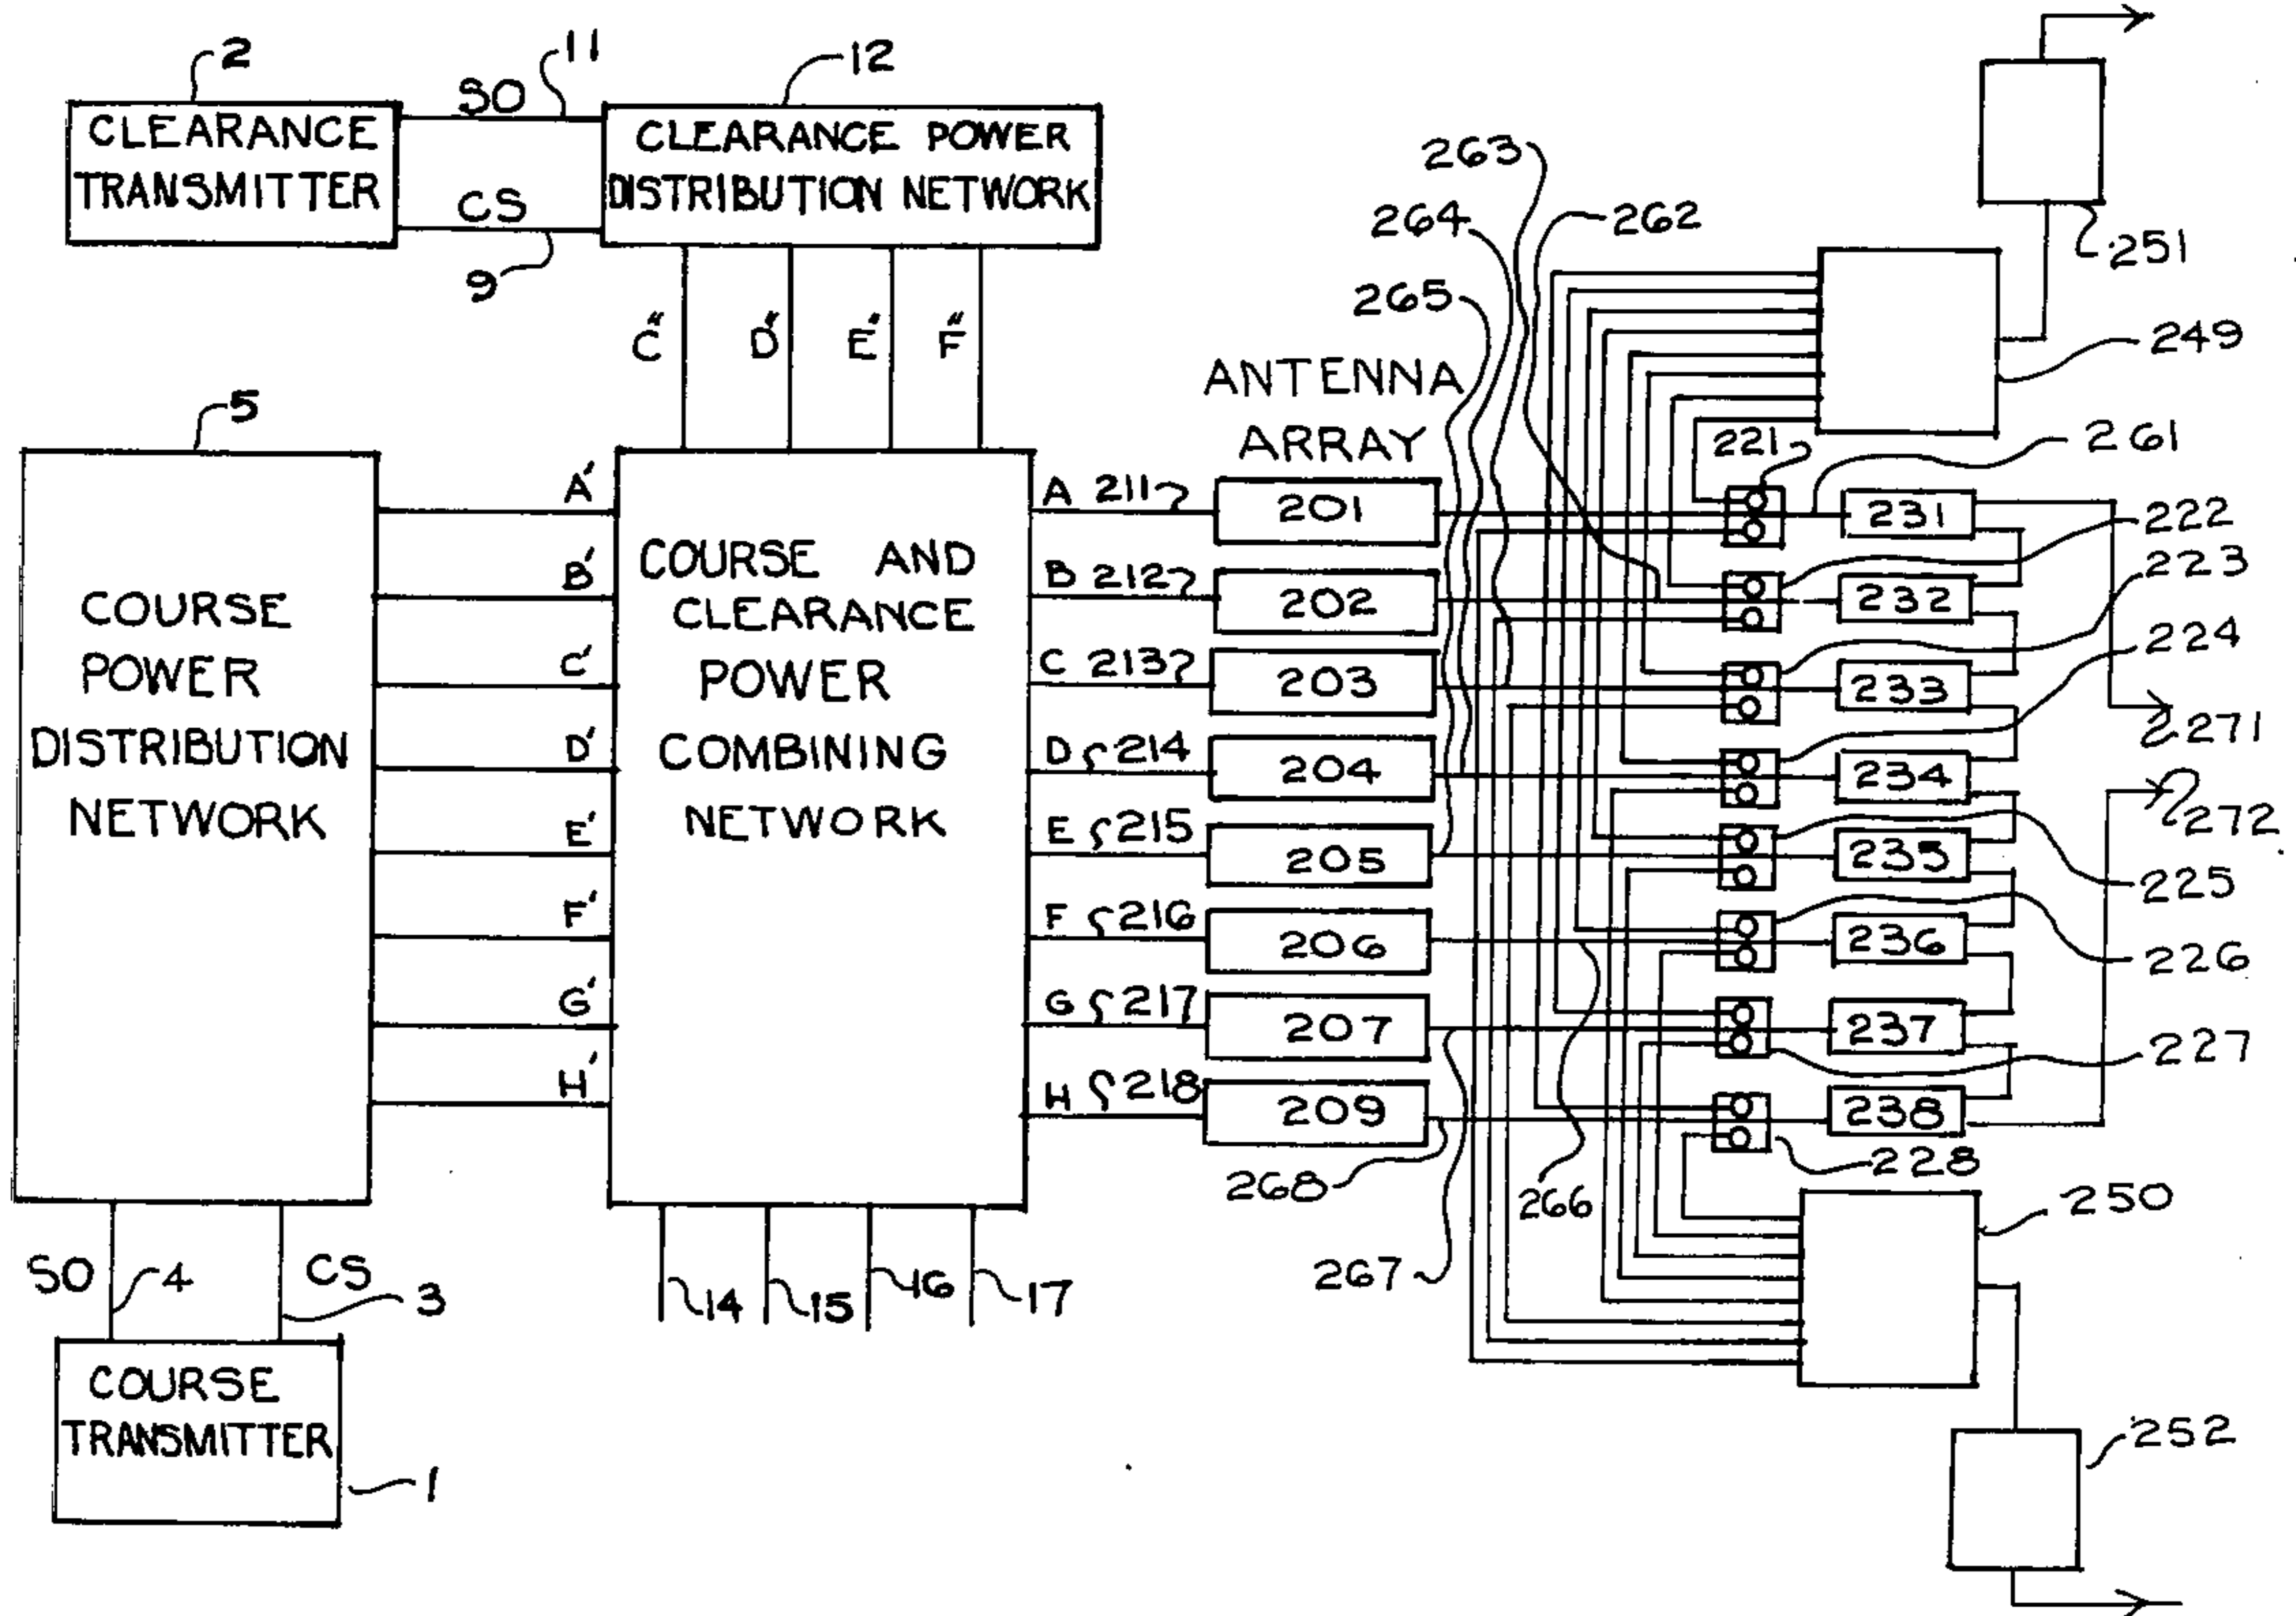 2
11
12
SO
CLEARANCE
TRANSMITTER
CS
9
CLEARANCE POWER
DISTRIBUTION NETWORK
C"
D"
E"
F"
5
COURSE
POWER
DISTRIBUTION
NETWORK
A'
B'
C'
D'
E'
F'
G'
H'
COURSE AND
CLEARANCE
POWER
COMBINING
NETWORK
SO
4
CS
3
COURSE
TRANSMITTER
1
14
15
16
17
ANTENNA
ARRAY
A 211
B 212
C 213
D 214
E 215
F 216
G 217
H 218
201
202
203
204
205
206
207
209
263
264
262
265
268
267
266
251
249
221
261
222
223
224
225
226
227
228
231
232
233
234
235
236
237
238
271
272
250
252